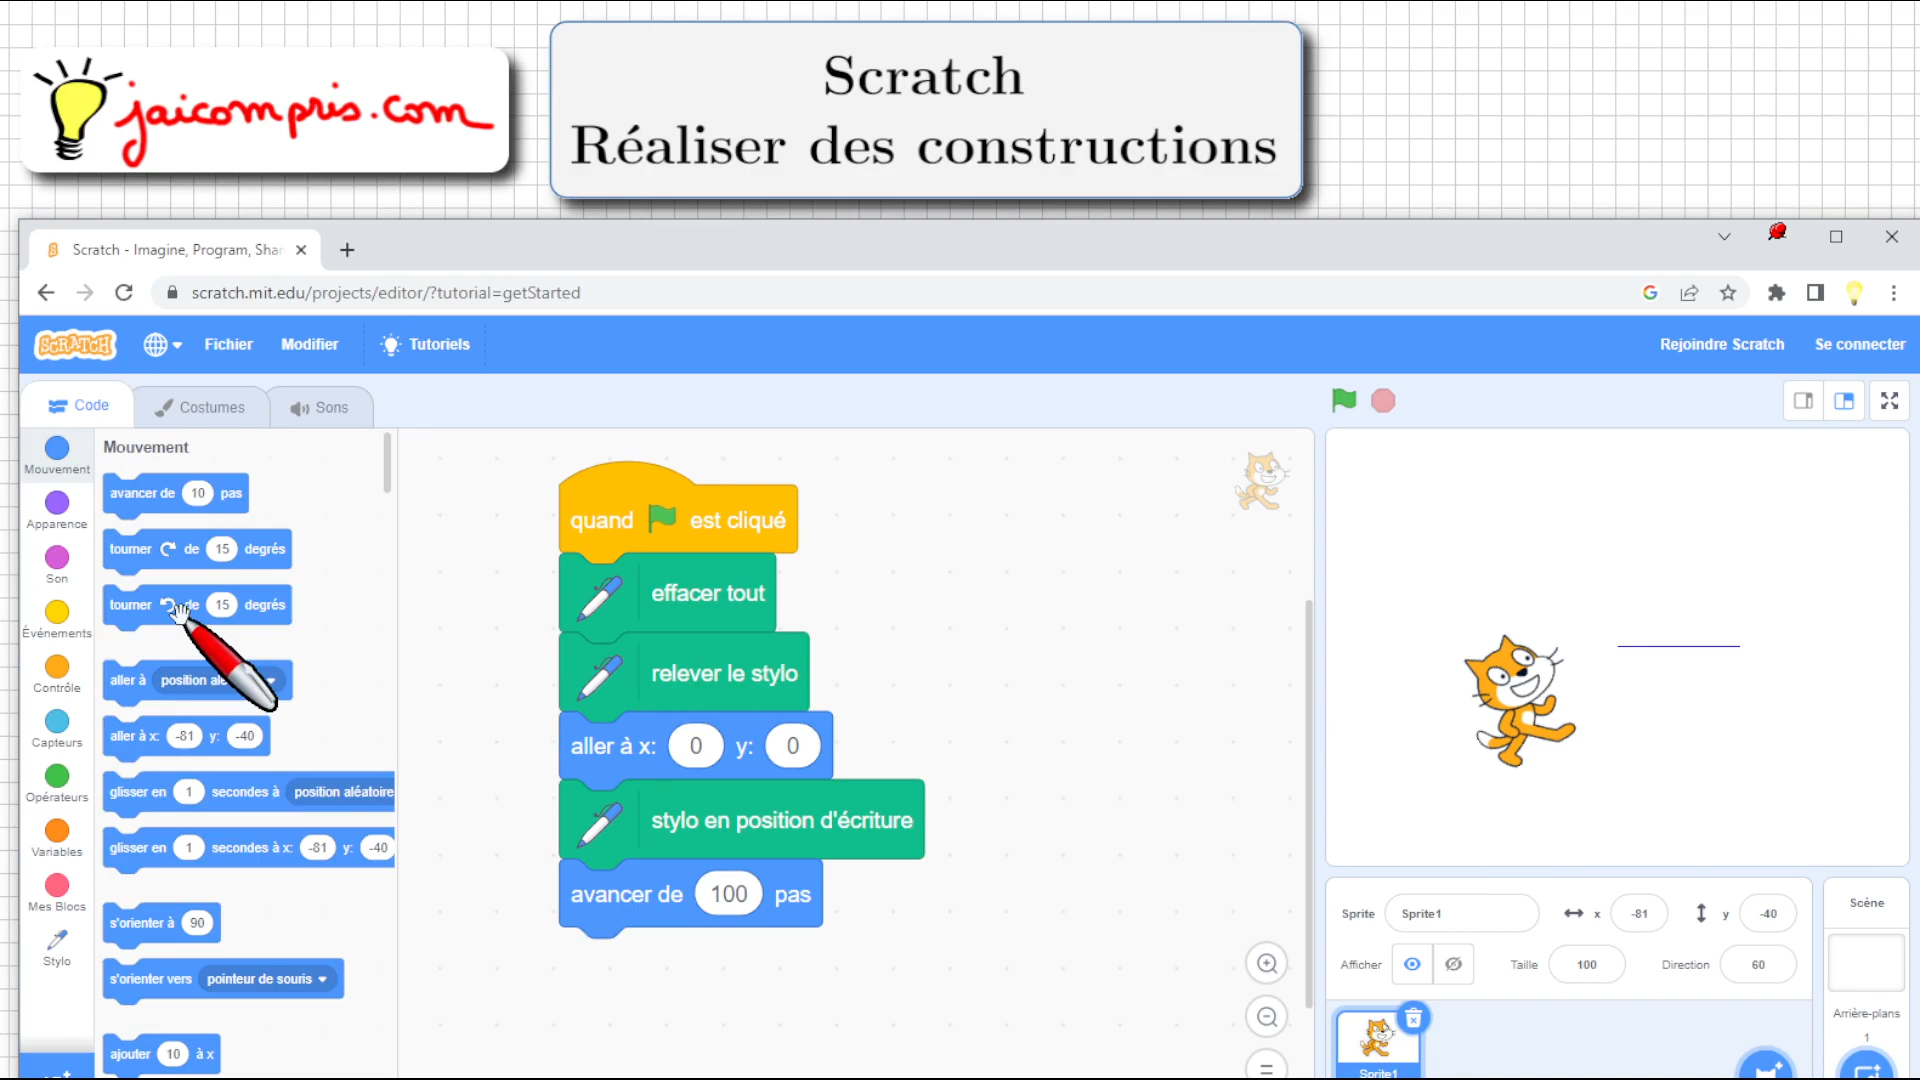 jaicompris.com
Scratch
Réaliser des constructions
Scratch - Imagine, Program, Shar
scratch.mit.edu/projects/editor/?tutorial=getStarted
SCRATCH
Fichier
Modifier
Tutoriels
Rejoindre Scratch
Se connecter
Code
Costumes
Sons
Mouvement
Apparence
Son
Événements
Contrôle
Capteurs
Opérateurs
Variables
Mes Blocs
Stylo
Mouvement
avancer de 10 pas
tourner de 15 degrés
tourner de 15 degrés
aller à position
aller à x: -81 y: -40
glisser en 1 secondes à position aléatoire
glisser en 1 secondes à x: -81 y: -40
s'orienter à 90
s'orienter vers pointeur de souris
ajouter 10 à x
quand est cliqué
effacer tout
relever le stylo
aller à x: 0 y: 0
stylo en position d'écriture
avancer de 100 pas
Sprite Sprite1 x -81 y -40
Afficher Taille 100 Direction 60
Sprite1
Scène
Arrière-plans
1